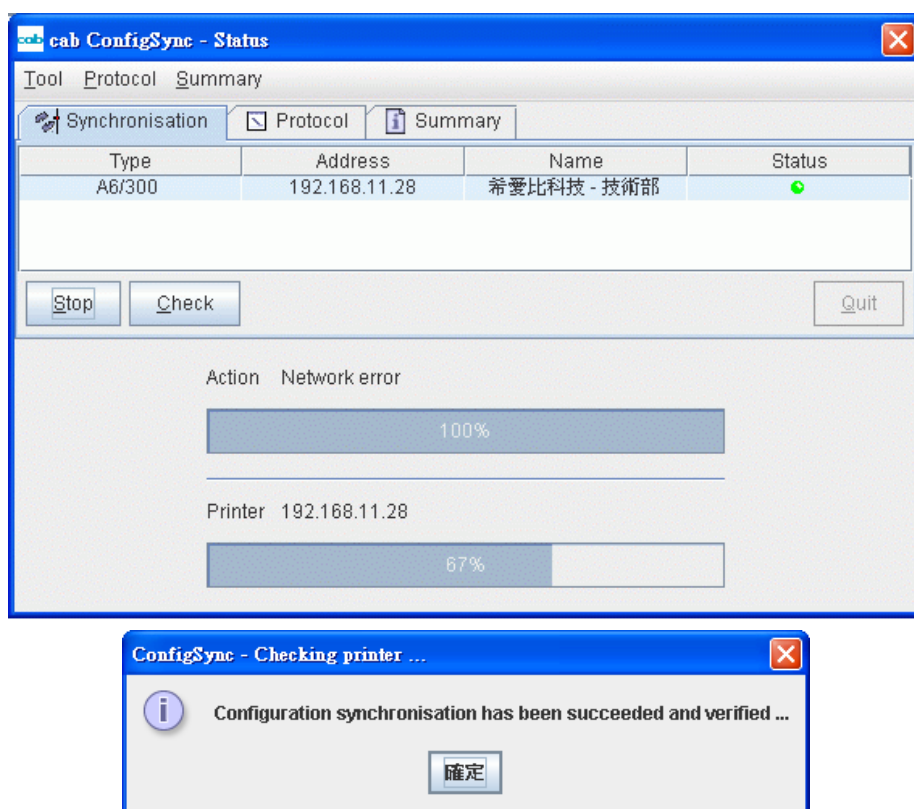 cab cab ConfigSync - Status
Tool Protocol Summary
Synchronisation Protocol Summary
Type Address Name Status
A6/300 192.168.11.28 希愛比科技 - 技術部
Stop Check Quit
Action Network error
100%
Printer 192.168.11.28
67%
ConfigSync - Checking printer ...
Configuration synchronisation has been succeeded and verified ...
確定